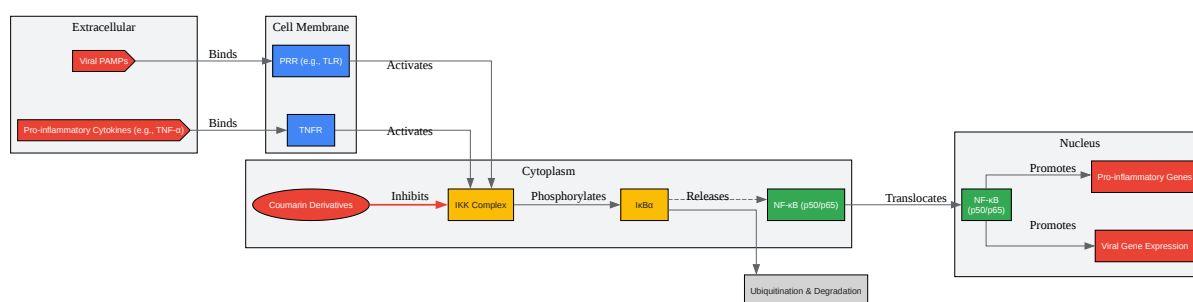 Extracellular
Cell Membrane
Viral PAMPs
Binds
PRR (e.g., TLR)
Activates
Pro-inflammatory Cytokines (e.g., TNF-α)
Binds
TNFR
Activates
Cytoplasm
Coumarin Derivatives
Inhibits
IKK Complex
Phosphorylates
IκBα
Releases
NF-κB (p50/p65)
Translocates
Nucleus
NF-κB
(p50/p65)
Promotes
Pro-inflammatory Genes
Promotes
Viral Gene Expression
Ubiquitination & Degradation